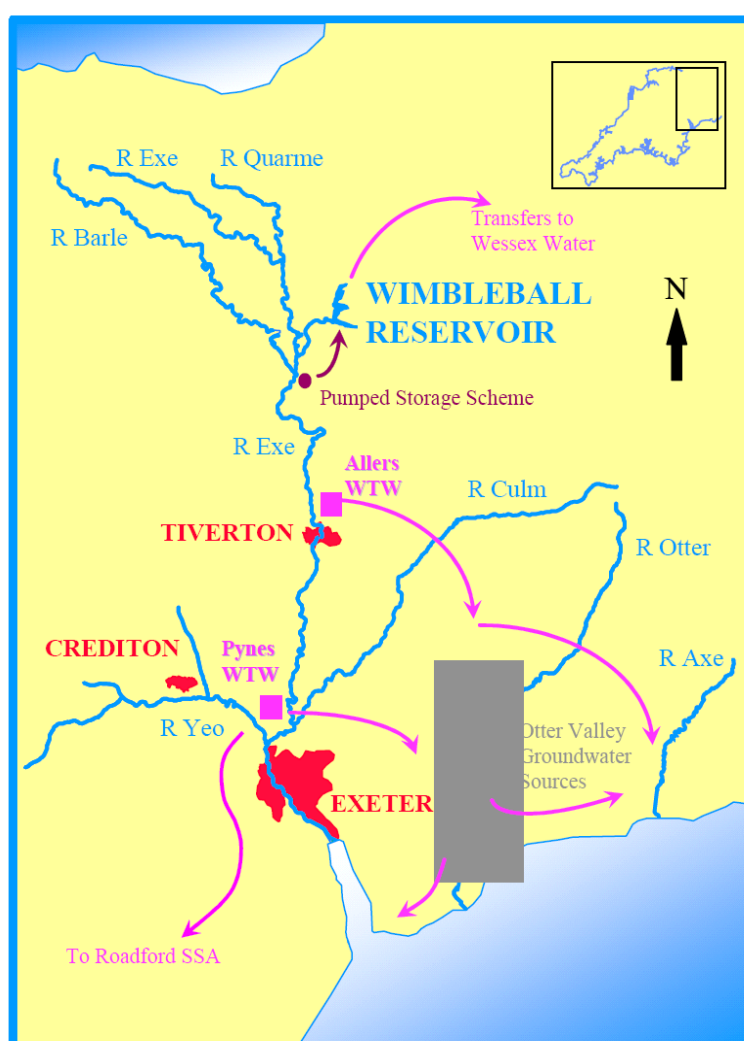 R Exe
R Quarme
R Barle
Transfers to
Wessex Water
WIMBLEBALL
RESERVOIR
N
Pumped Storage Scheme
R Exe
Allers
WTW
R Culm
TIVERTON
R Otter
CREDITON
Pynes
WTW
R Axe
R Yeo
Otter Valley
Groundwater
Sources
EXETER
To Roadford SSA